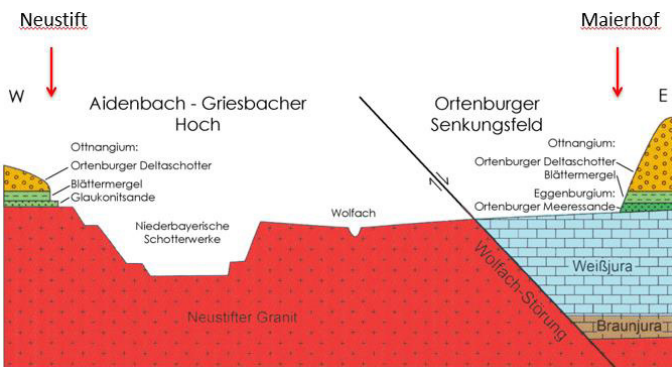 Neustift
Maierhof
W
E
Aidenbach - Griesbacher
Hoch
Ortenburger
Senkungsfeld
Ottnangium:
Ortenburger Deltaschotter
Blättermergel
Glaukonitsande
Ottnangium:
Ortenburger Deltaschotter
Blättermergel
Eggenburgium:
Ortenburger Meeressande
Niederbayerische
Schotterwerke
Wolfach
Wolfach-Störung
Weißjura
Braunjura
Neustifter Granit